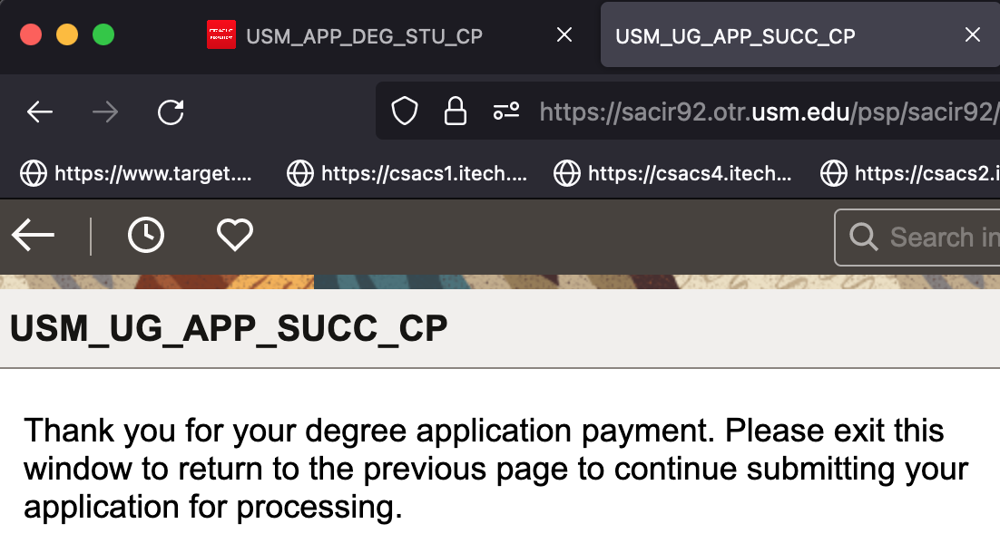 USM_APP_DEG_STU_CP
USM_UG_APP_SUCC_CP
https://sacir92.otr.usm.edu/psp/sacir92/
https://www.target....
https://csacs1.itech....
https://csacs4.itech...
https://csacs2.i
Search in
USM_UG_APP_SUCC_CP
Thank you for your degree application payment. Please exit this
window to return to the previous page to continue submitting your
application for processing.